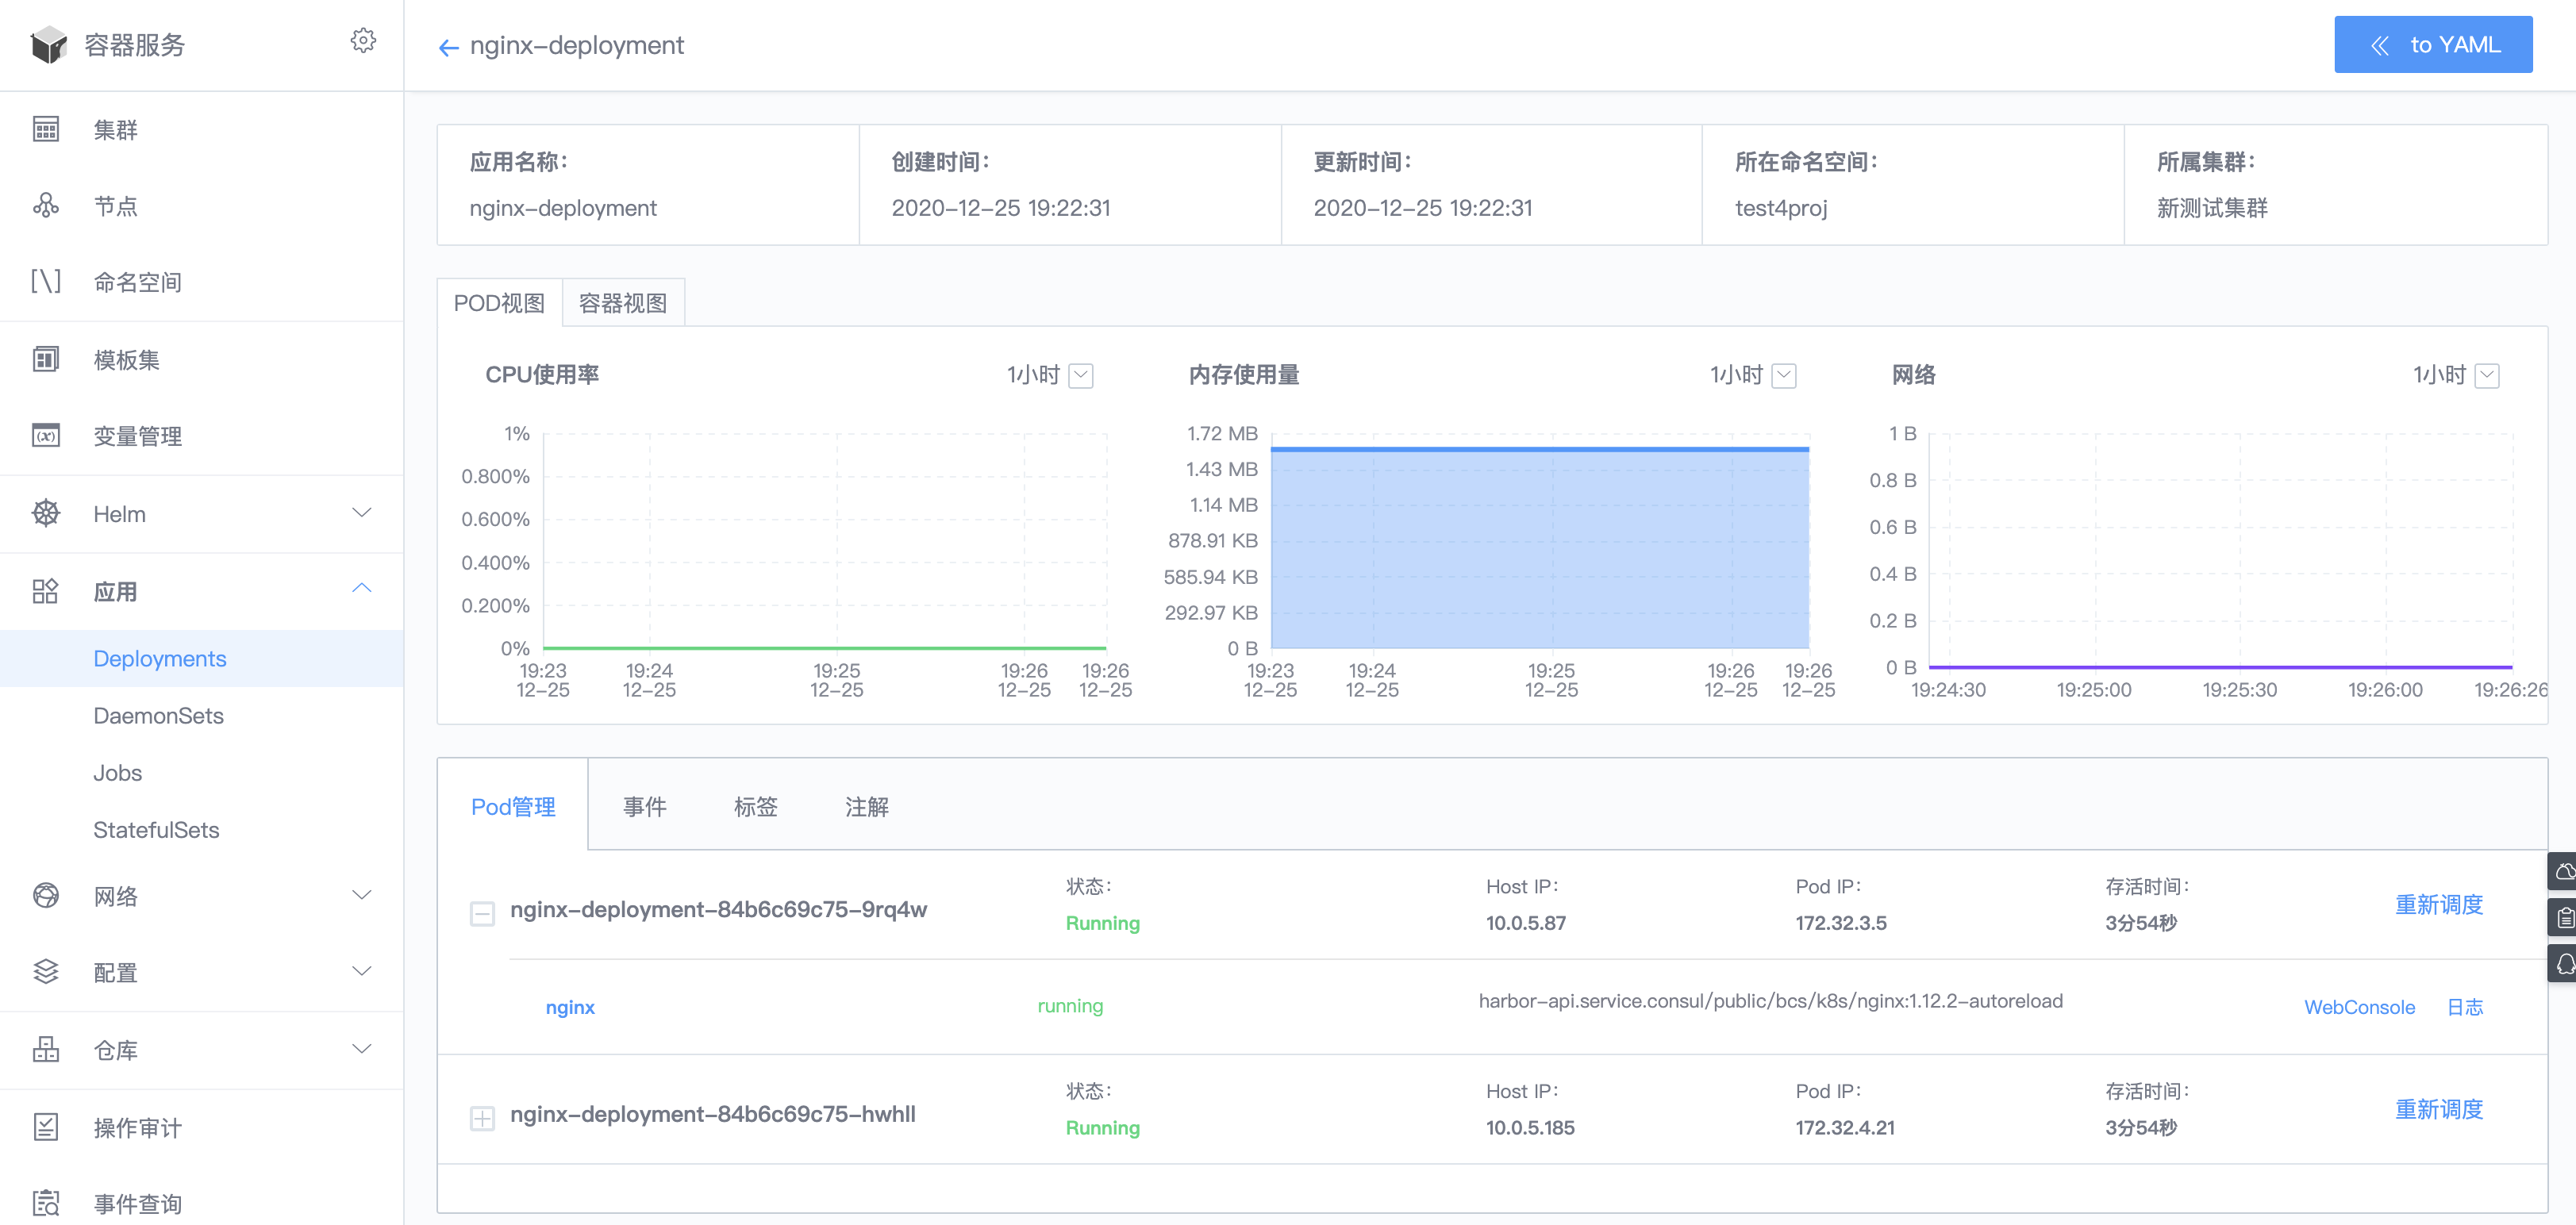 容器服务
nginx-deployment
to YAML
集群
节点
命名空间
模板集
变量管理
Helm
应用
Deployments
DaemonSets
Jobs
StatefulSets
网络
配置
仓库
操作审计
事件查询
应用名称：
nginx-deployment
创建时间：
2020-12-25 19:22:31
更新时间：
2020-12-25 19:22:31
所在命名空间：
test4proj
所属集群：
新测试集群
POD视图 容器视图
CPU使用率 1小时
1%
0.800%
0.600%
0.400%
0.200%
0%
19:23 19:24 19:25 19:26 19:26
12-25 12-25 12-25 12-25 12-25
内存使用量 1小时
1.72 MB
1.43 MB
1.14 MB
878.91 KB
585.94 KB
292.97 KB
0 B
19:23 19:24 19:25 19:26 19:26
12-25 12-25 12-25 12-25 12-25
网络 1小时
1 B
0.8 B
0.6 B
0.4 B
0.2 B
0 B
19:24:30 19:25:00 19:25:30 19:26:00 19:26:26
Pod管理 事件 标签 注解
nginx-deployment-84b6c69c75-9rq4w
状态：
Running
Host IP：
10.0.5.87
Pod IP：
172.32.3.5
存活时间：
3分54秒
重新调度
nginx running harbor-api.service.consul/public/bcs/k8s/nginx:1.12.2-autoreload WebConsole 日志
nginx-deployment-84b6c69c75-hwhll
状态：
Running
Host IP：
10.0.5.185
Pod IP：
172.32.4.21
存活时间：
3分54秒
重新调度